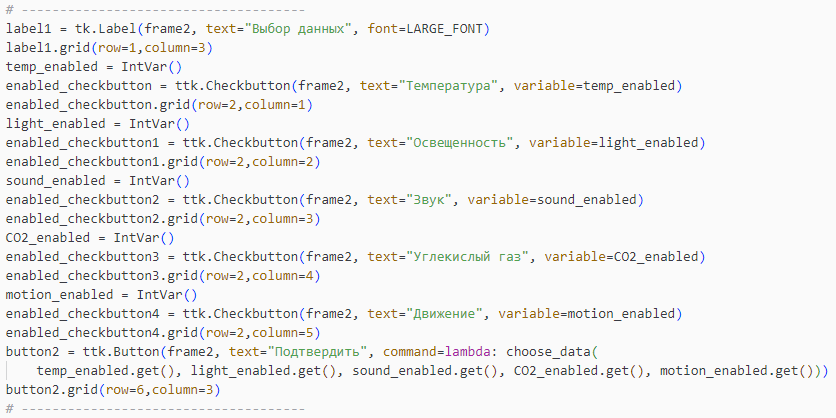 # -------------------------------------
label1 = tk.Label(frame2, text="Выбор данных", font=LARGE_FONT)
label1.grid(row=1,column=3)
temp_enabled = IntVar()
enabled_checkbutton = ttk.Checkbutton(frame2, text="Температура", variable=temp_enabled)
enabled_checkbutton.grid(row=2,column=1)
light_enabled = IntVar()
enabled_checkbutton1 = ttk.Checkbutton(frame2, text="Освещенность", variable=light_enabled)
enabled_checkbutton1.grid(row=2,column=2)
sound_enabled = IntVar()
enabled_checkbutton2 = ttk.Checkbutton(frame2, text="Звук", variable=sound_enabled)
enabled_checkbutton2.grid(row=2,column=3)
CO2_enabled = IntVar()
enabled_checkbutton3 = ttk.Checkbutton(frame2, text="Углекислый газ", variable=CO2_enabled)
enabled_checkbutton3.grid(row=2,column=4)
motion_enabled = IntVar()
enabled_checkbutton4 = ttk.Checkbutton(frame2, text="Движение", variable=motion_enabled)
enabled_checkbutton4.grid(row=2,column=5)
button2 = ttk.Button(frame2, text="Подтвердить", command=lambda: choose_data(
    temp_enabled.get(), light_enabled.get(), sound_enabled.get(), CO2_enabled.get(), motion_enabled.get()))
button2.grid(row=6,column=3)
# -------------------------------------